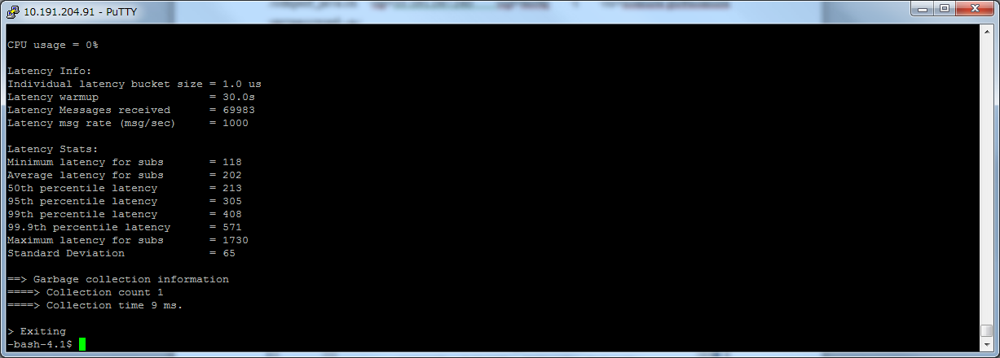 10.191.204.91 - PuTTY
CPU usage = 0%
Latency Info:
Individual latency bucket size = 1.0 us
Latency warmup = 30.0s
Latency Messages received = 69983
Latency msg rate (msg/sec) = 1000
Latency Stats:
Minimum latency for subs = 118
Average latency for subs = 202
50th percentile latency = 213
95th percentile latency = 305
99th percentile latency = 408
99.9th percentile latency = 571
Maximum latency for subs = 1730
Standard Deviation = 65
==> Garbage collection information
====> Collection count 1
====> Collection time 9 ms.
> Exiting
-bash-4.1$